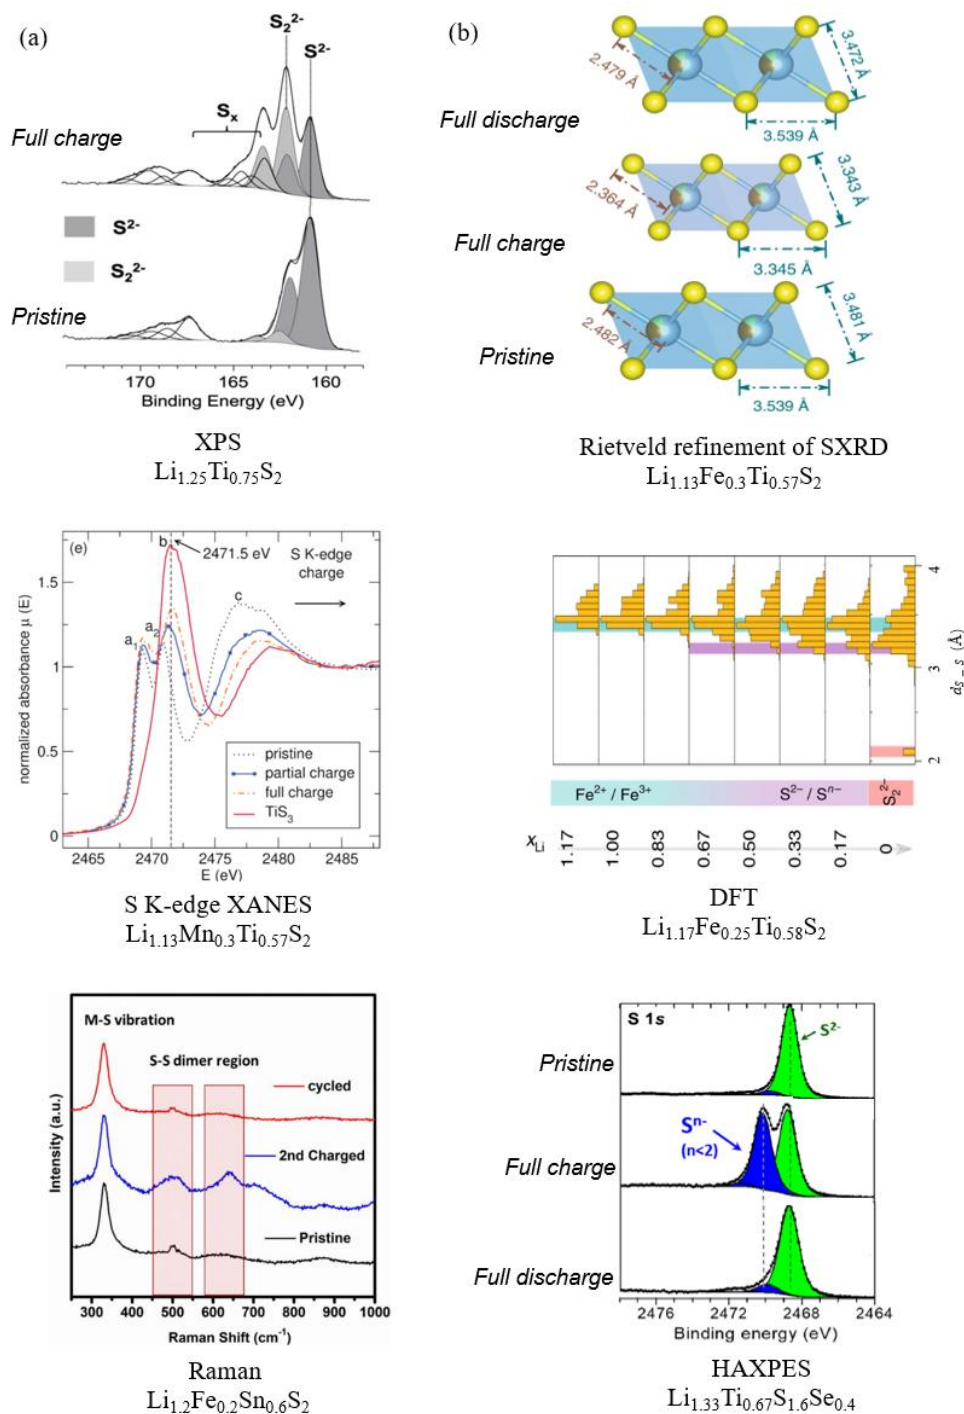 (a)
S₂²⁻
S²⁻
Sₓ
Full charge
S²⁻
S₂²⁻
Pristine
170
165
160
Binding Energy (eV)
XPS
Li₁.₂₅Ti₀.₇₅S₂
(b)
2.479 Å
3.472 Å
Full discharge
3.539 Å
2.364 Å
3.343 Å
Full charge
3.345 Å
2.482 Å
3.481 Å
Pristine
3.539 Å
Rietveld refinement of SXRD
Li₁.₁₃Fe₀.₃Ti₀.₅₇S₂
(e)
b
2471.5 eV
S K-edge
charge
a₁
a₂
c
normalized absorbance μ (E)
1.5
1
0.5
0
pristine
partial charge
full charge
TiS₃
2465
2470
2475
2480
2485
E (eV)
S K-edge XANES
Li₁.₁₃Mn₀.₃Ti₀.₅₇S₂
4
3
2
d S _ S (Å)
Fe²⁺ / Fe³⁺
S²⁻ / Sⁿ⁻
S₂²⁻
x Li
1.17
1.00
0.83
0.67
0.50
0.33
0.17
0
DFT
Li₁.₁₇Fe₀.₂₅Ti₀.₅₈S₂
M-S vibration
S-S dimer region
cycled
2nd Charged
Pristine
Intensity (a.u.)
300
400
500
600
700
800
900
1000
Raman Shift (cm⁻¹)
Raman
Li₁.₂Fe₀.₂Sn₀.₆S₂
S 1s
S²⁻
Pristine
Sⁿ⁻
(n<2)
Full charge
Full discharge
2476
2472
2468
2464
Binding energy (eV)
HAXPES
Li₁.₃₃Ti₀.₆₇S₁.₆Se₀.₄